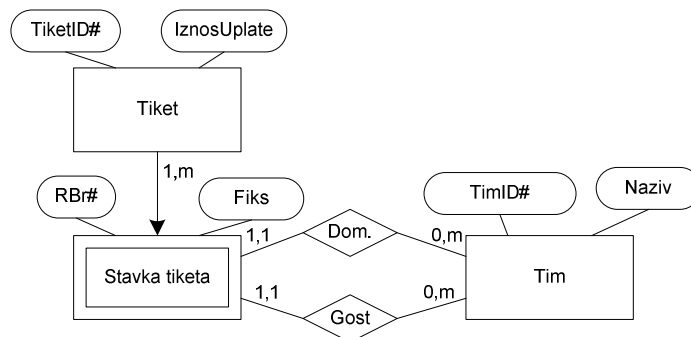 TiketID#
IznosUplate
Tiket
1,m
RBr#
Fiks
TimID#
Naziv
1,1
Dom.
0,m
Stavka tiketa
Tim
1,1
Gost
0,m